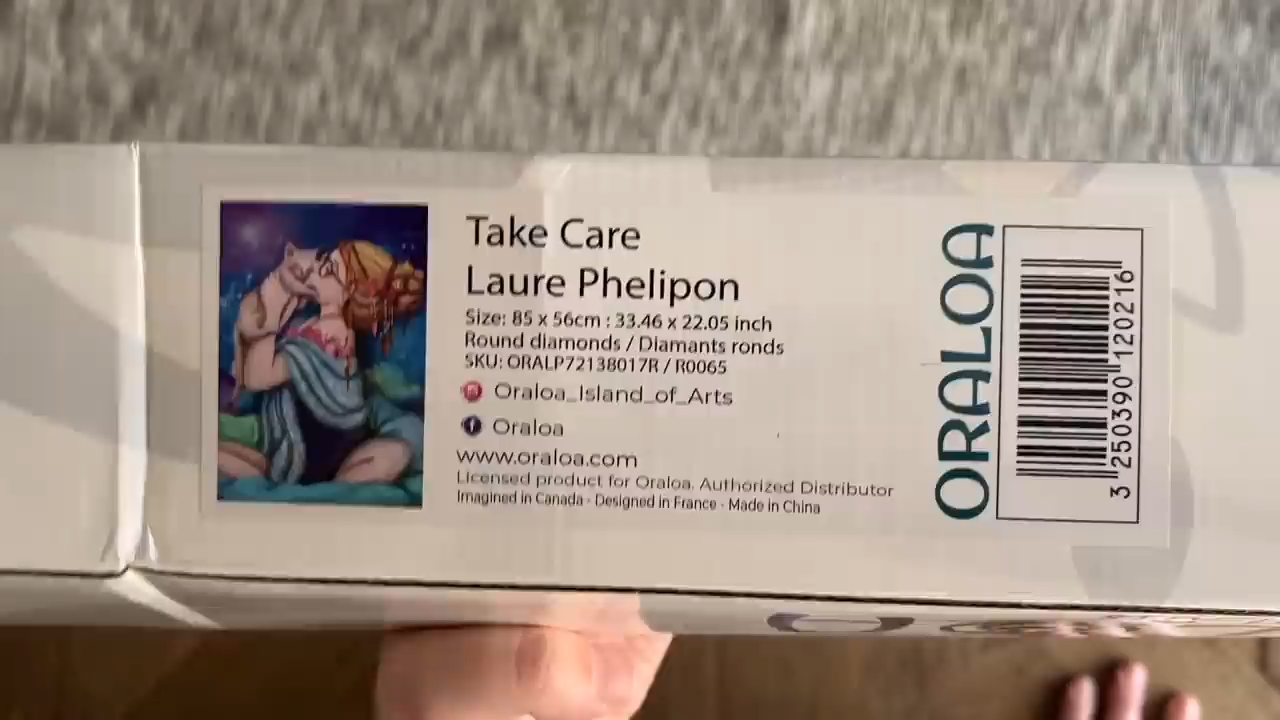 Take Care
Laure Phelipon
Size: 85 x 56cm : 33.46 x 22.05 inch
Round diamonds / Diamants ronds
SKU: ORALP72138017R / R0065
Oraloa_Island_of_Arts
Oraloa
www.oraloa.com
Licensed product for Oraloa. Authorized Distributor
Imagined in Canada - Designed in France - Made in China
ORALOA
3 250390 120216